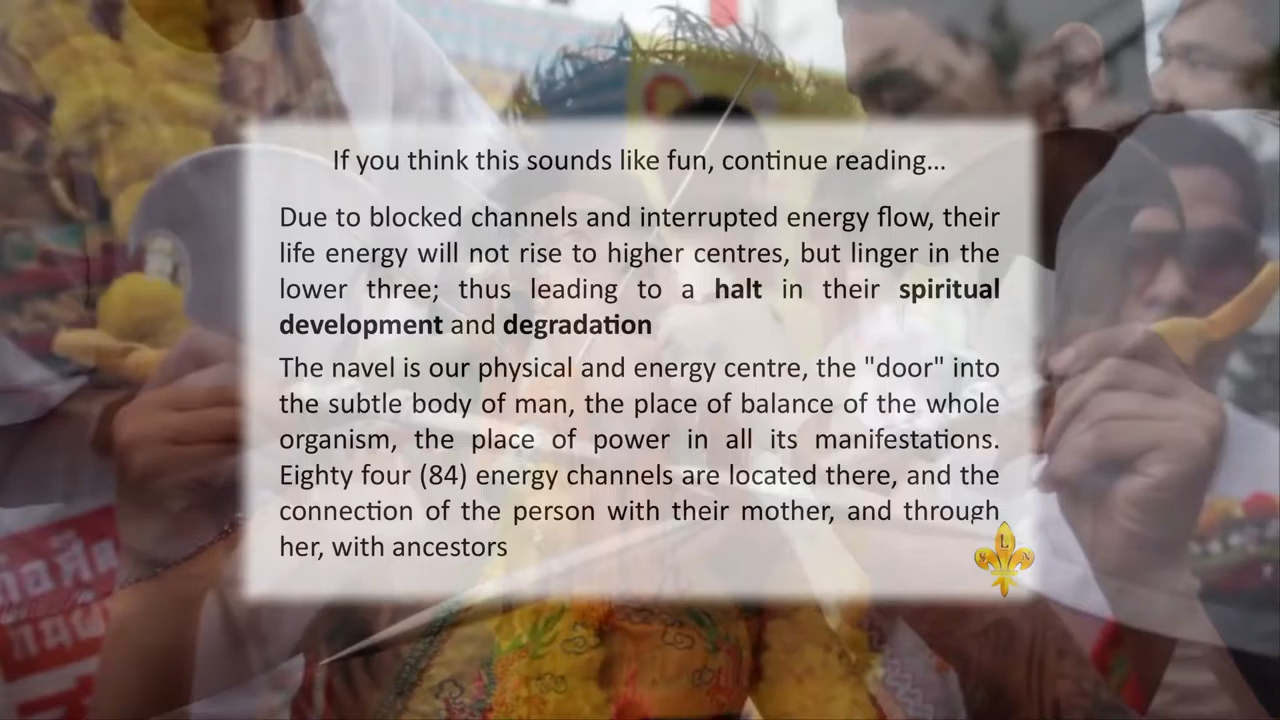 If you think this sounds like fun, continue reading...
Due to blocked channels and interrupted energy flow, their
life energy will not rise to higher centres, but linger in the
lower three; thus leading to a halt in their spiritual
development and degradation
The navel is our physical and energy centre, the "door" into
the subtle body of man, the place of balance of the whole
organism, the place of power in all its manifestations.
Eighty four (84) energy channels are located there, and the
connection of the person with their mother, and through
her, with ancestors
L
S N